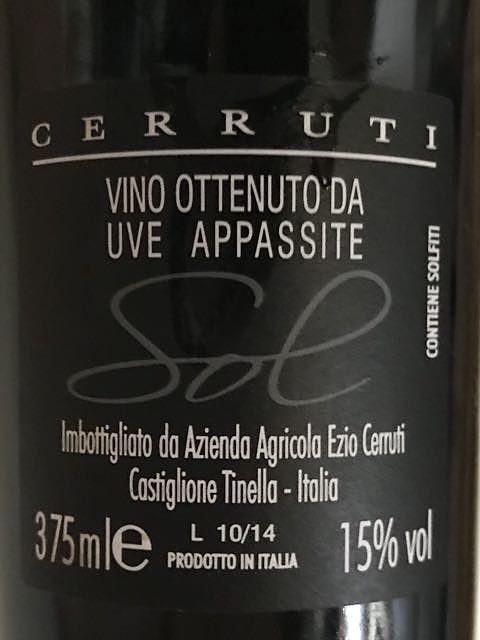 CERRUTI
VINO OTTENUTO DA
UVE APPASSITE
CONTIENE SOLFITI
Sol
Imbottigliato da Azienda Agricola Ezio Cerruti
Castiglione Tinella - Italia
375ml e
L 10/14
PRODOTTO IN ITALIA
15% vol